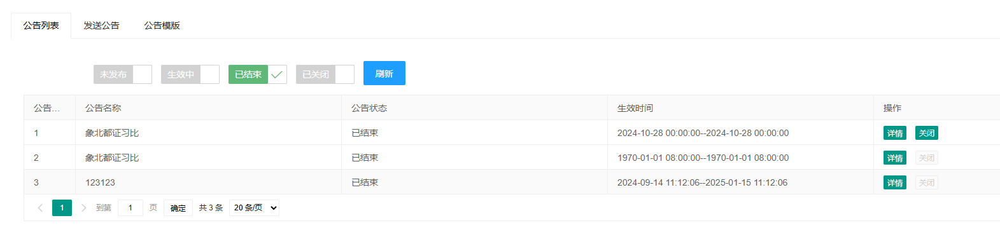 公告列表 发送公告 公告模版
未发布 生效中 已结束 已关闭 刷新
公告... 公告名称 公告状态 生效时间 操作
1 象北都证习比 已结束 2024-10-28 00:00:00--2024-10-28 00:00:00 详情 关闭
2 象北都证习比 已结束 1970-01-01 08:00:00--1970-01-01 08:00:00 详情 关闭
3 123123 已结束 2024-09-14 11:12:06--2025-01-15 11:12:06 详情 关闭
1 到第 1 页 确定 共 3 条 20 条/页